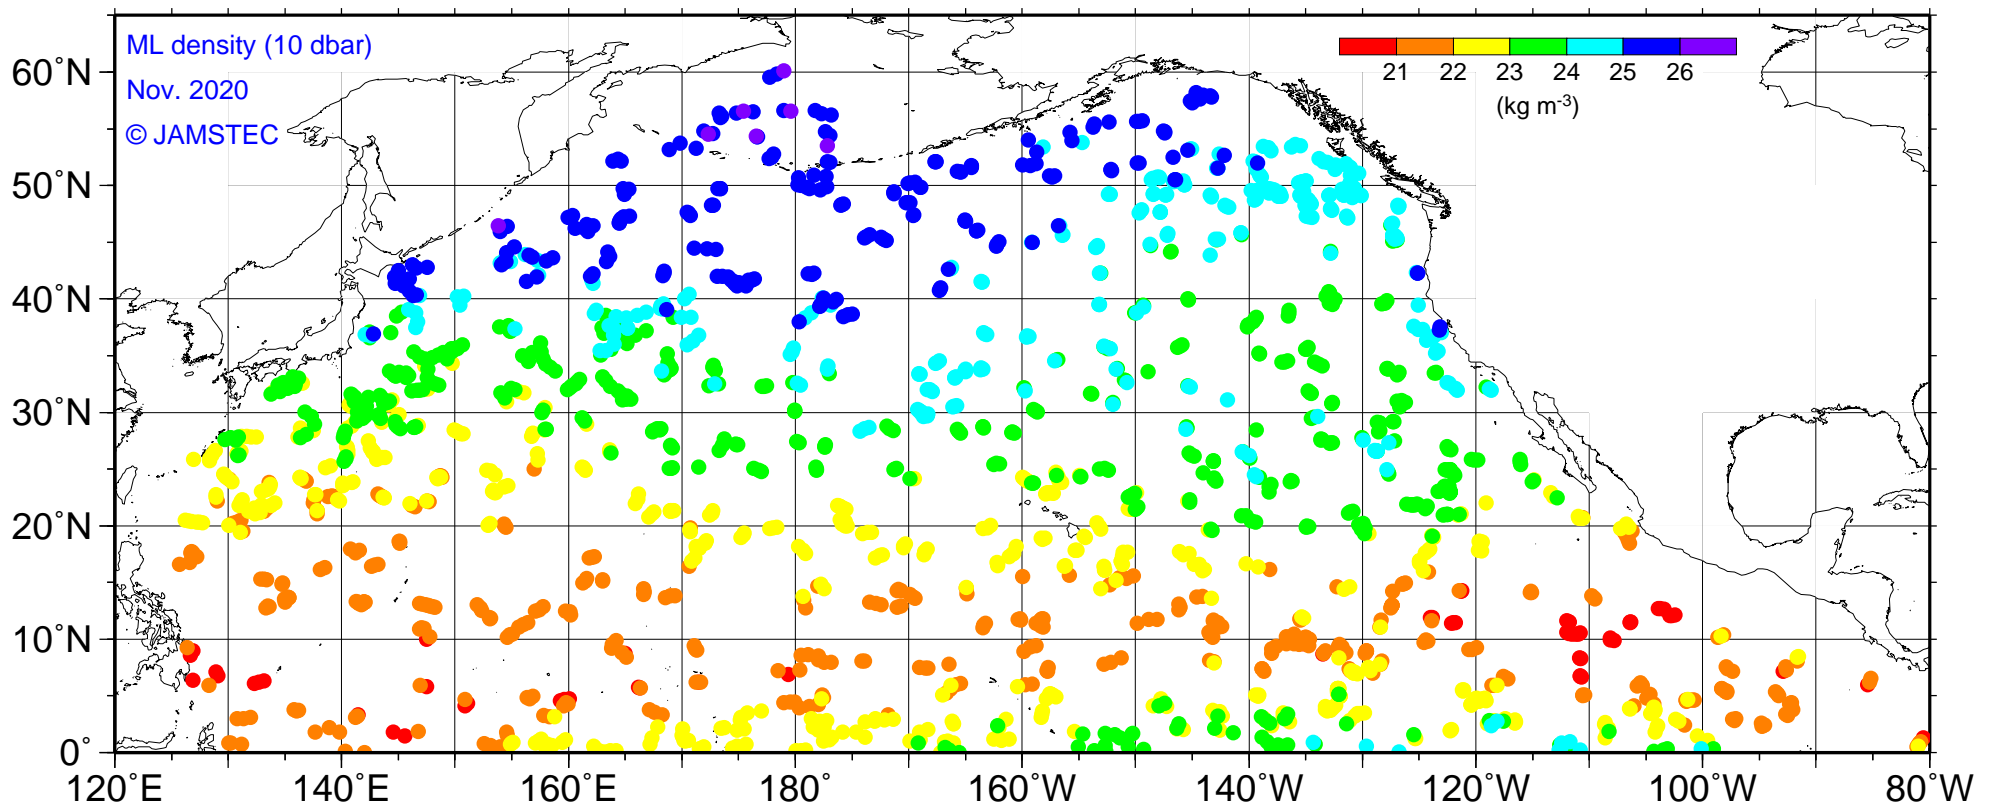 ML density (10 dbar)
Nov. 2020
© JAMSTEC
21 22 23 24 25 26
(kg m⁻³)
60˚N
50˚N
40˚N
30˚N
20˚N
10˚N
0˚
120˚E 140˚E 160˚E 180˚ 160˚W 140˚W 120˚W 100˚W 80˚W